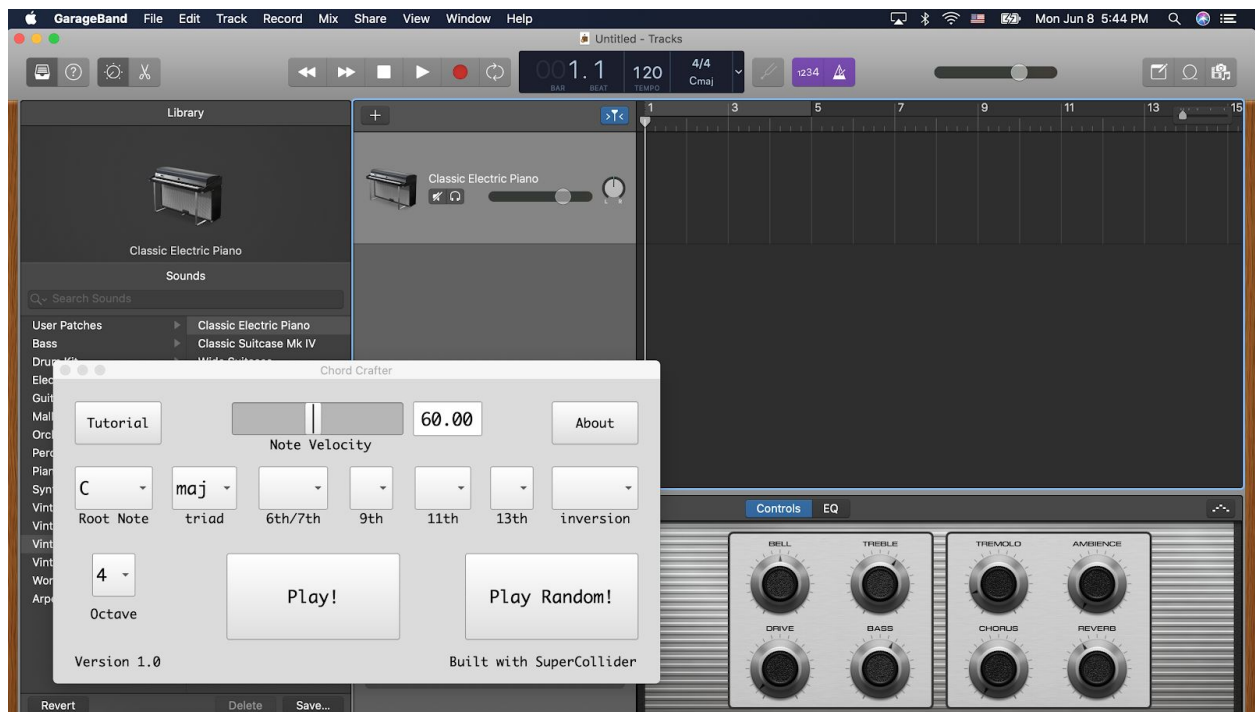 GarageBand File Edit Track Record Mix Share View Window Help Mon Jun 8 5:44 PM
Untitled - Tracks
001.1 120 4/4 Cmaj 1234
BAR BEAT TEMPO
Library
1 3 5 7 9 11 13 15
Classic Electric Piano
L R
Classic Electric Piano
Sounds
Search Sounds
User Patches Classic Electric Piano
Bass Classic Suitcase Mk IV
Chord Crafter
Tutorial
60.00
About
Note Velocity
C maj
Root Note triad 6th/7th 9th 11th 13th inversion
4
Octave
Play!
Play Random!
Version 1.0
Built with SuperCollider
Controls EQ
BELL TREBLE TREMOLO AMBIENCE
DRIVE BASS CHORUS REVERB
Revert Delete Save...